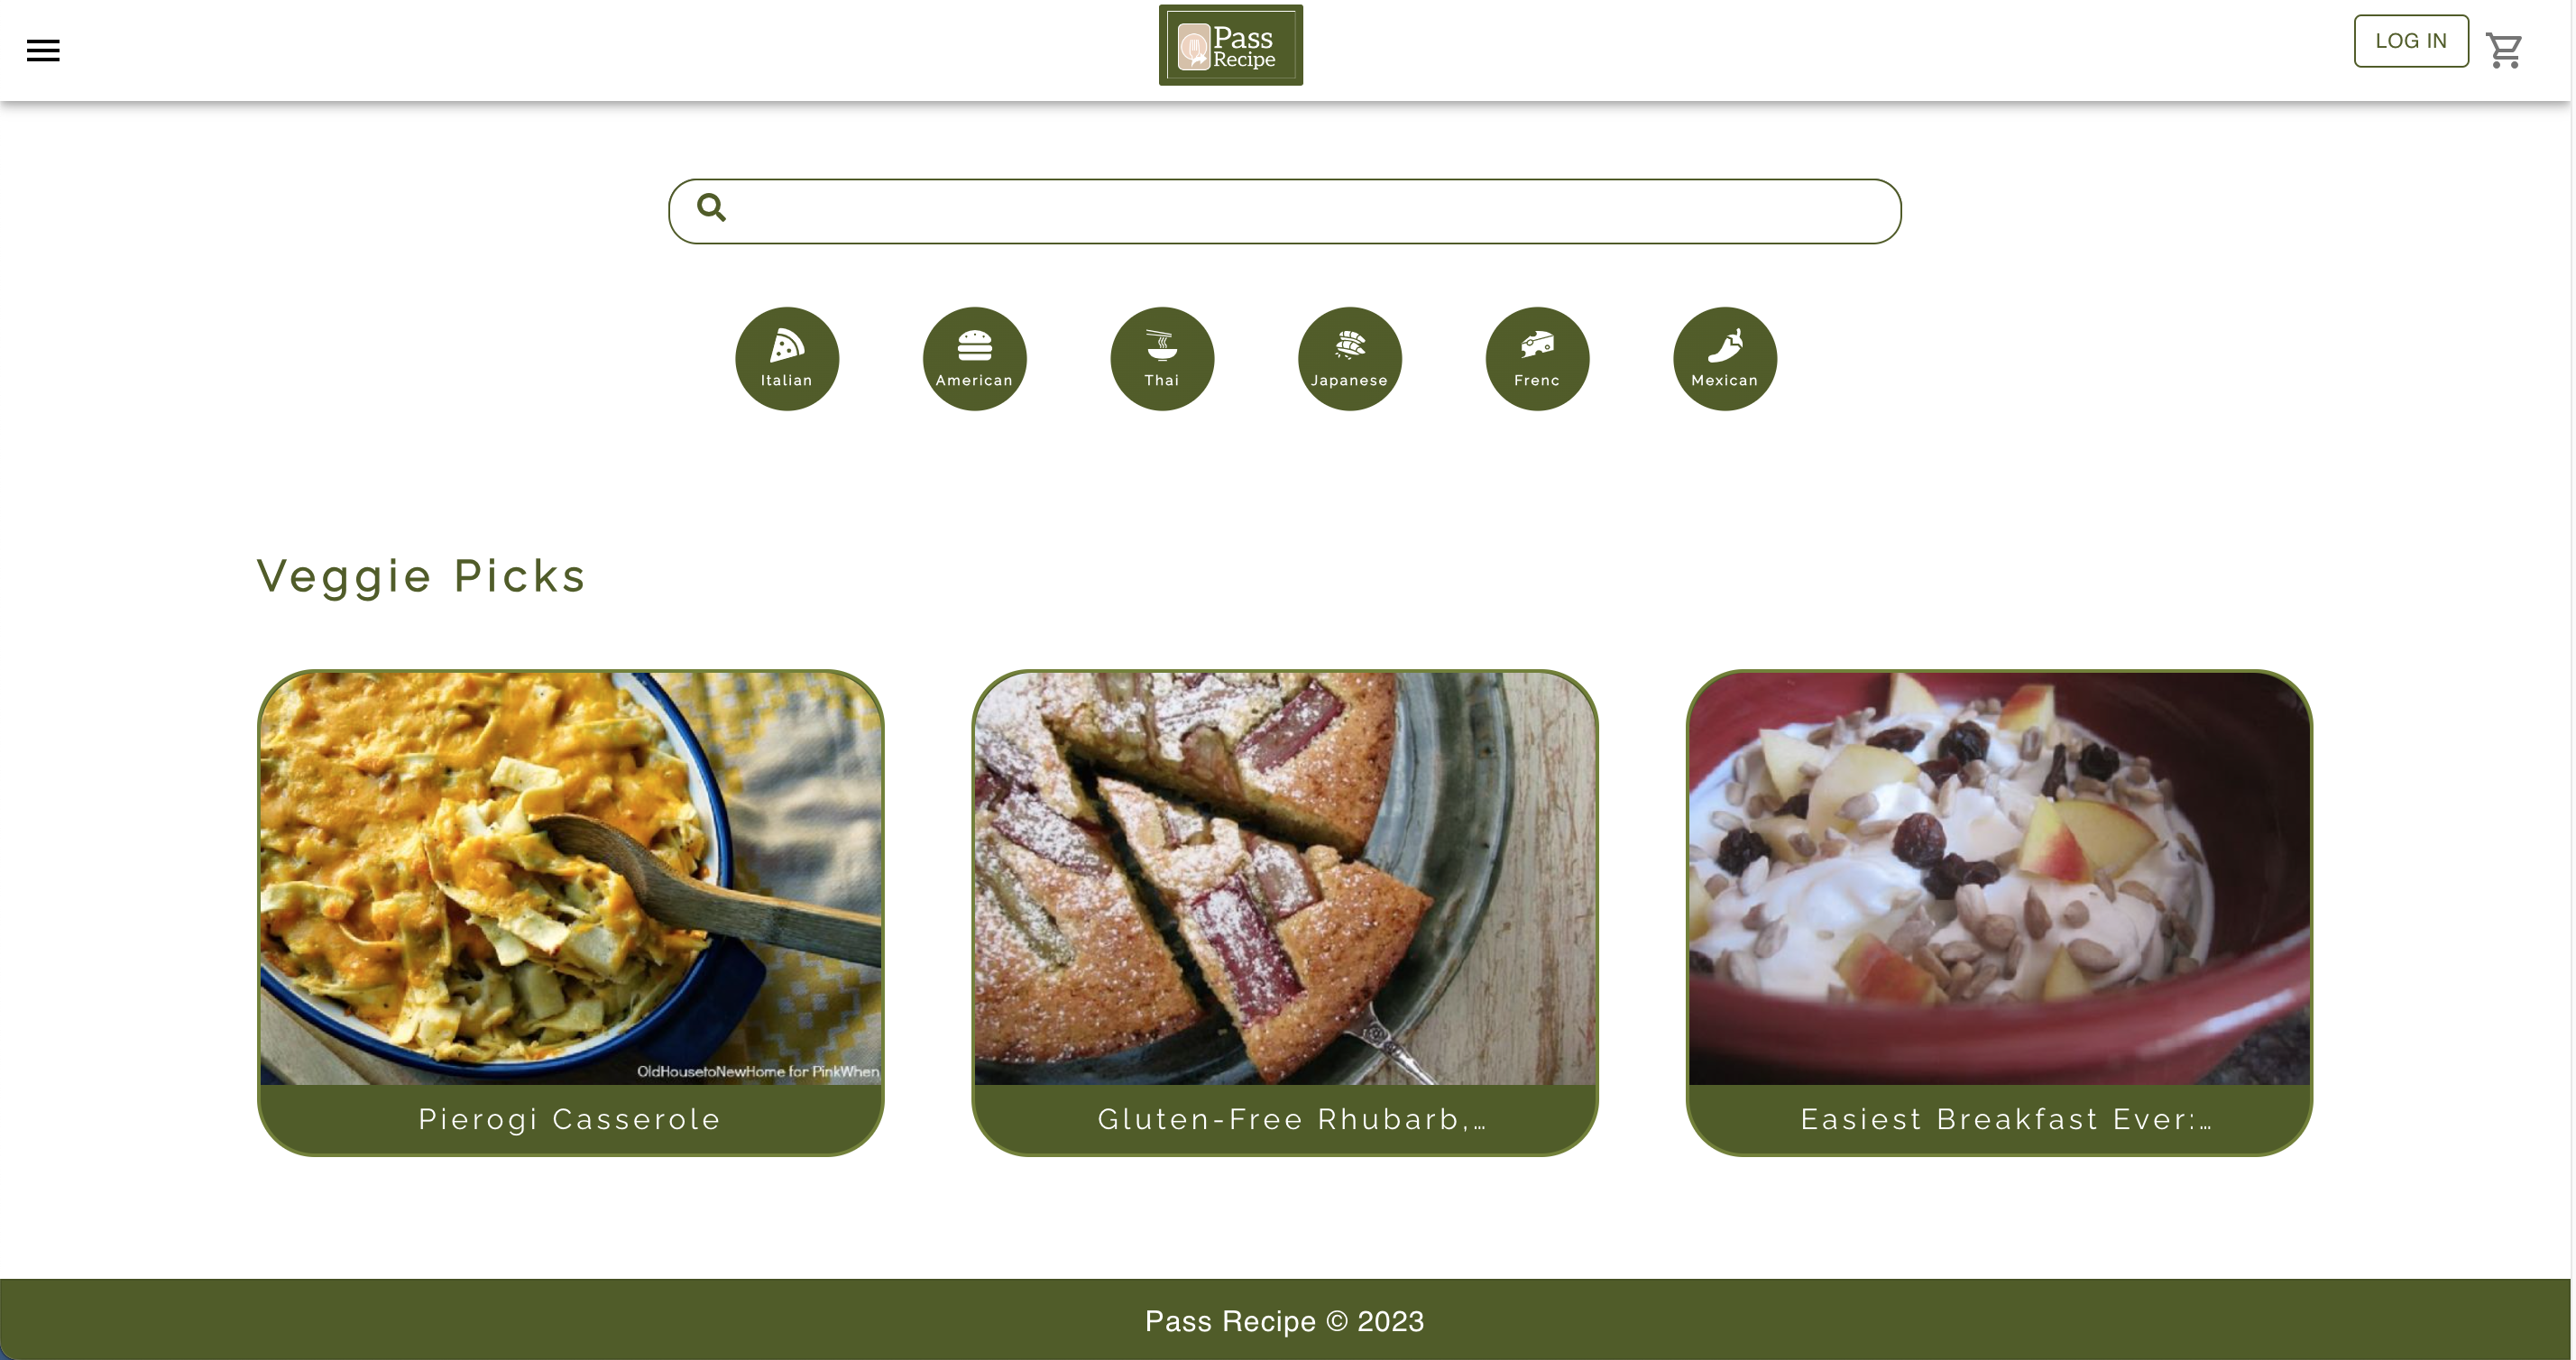 Pass
Recipe
LOG IN
Italian
American
Thai
Japanese
Frenc
Mexican
Veggie Picks
OldHousetoNewHome for PinkWhen
Pierogi Casserole
Gluten-Free Rhubarb,…
Easiest Breakfast Ever:…
Pass Recipe © 2023